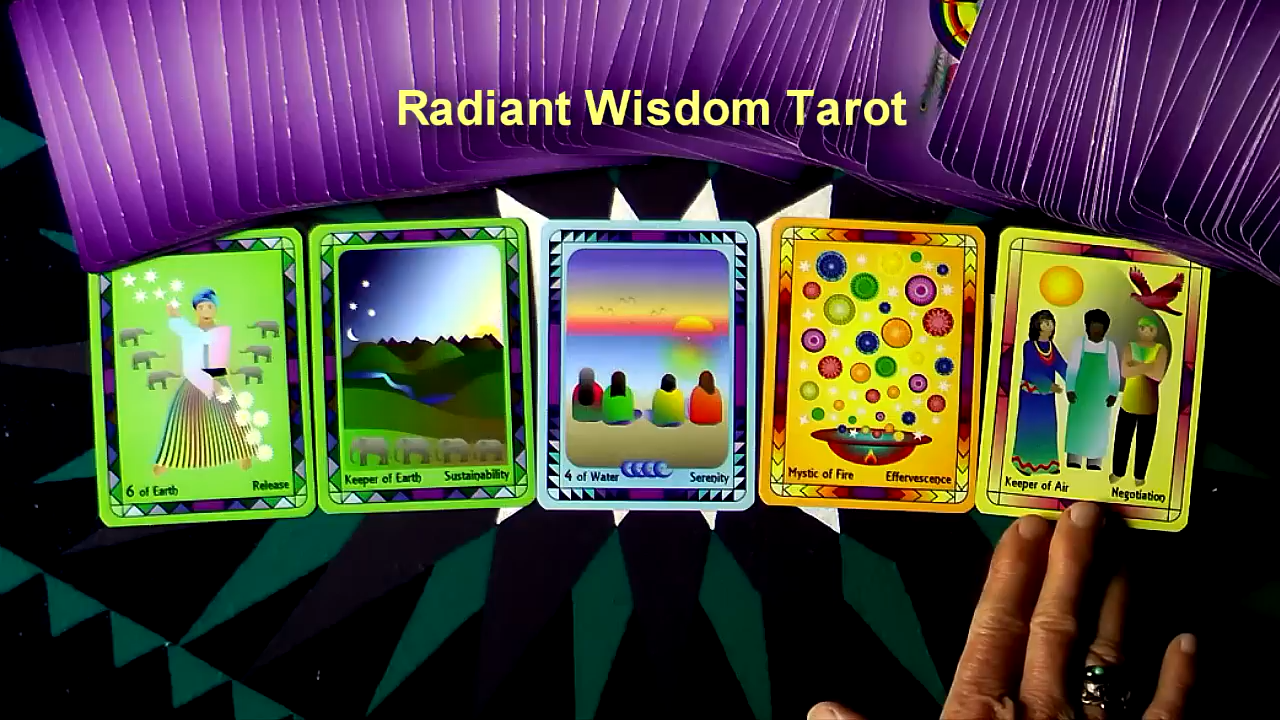 Radiant Wisdom Tarot
6 of Earth Release
Keeper of Earth Sustainability
4 of Water Serenity
Mystic of Fire Effervescence
Keeper of Air Negotiation